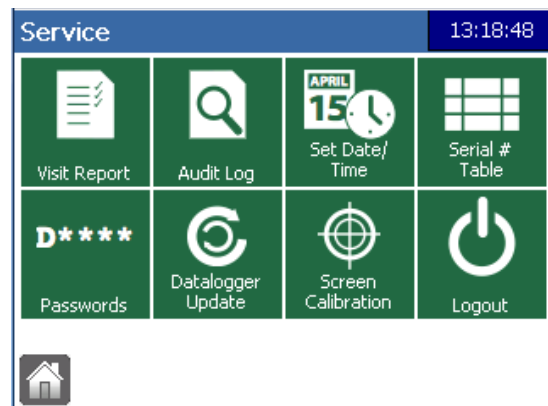 Service
13:18:48
Visit Report
Audit Log
APRIL
15
Set Date/
Time
Serial #
Table
D****
Passwords
Datalogger
Update
Screen
Calibration
Logout